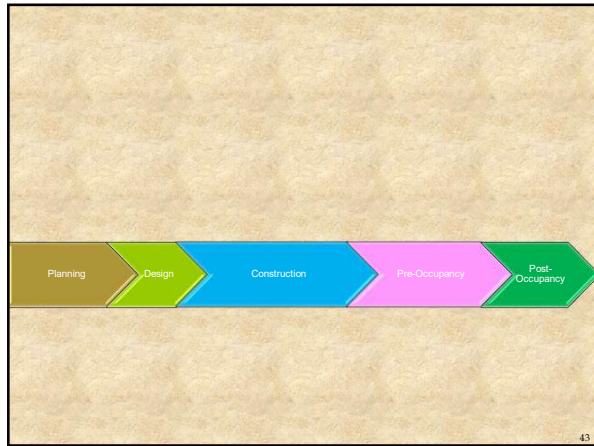 Planning
Design
Construction
Pre-Occupancy
Post-
Occupancy
43